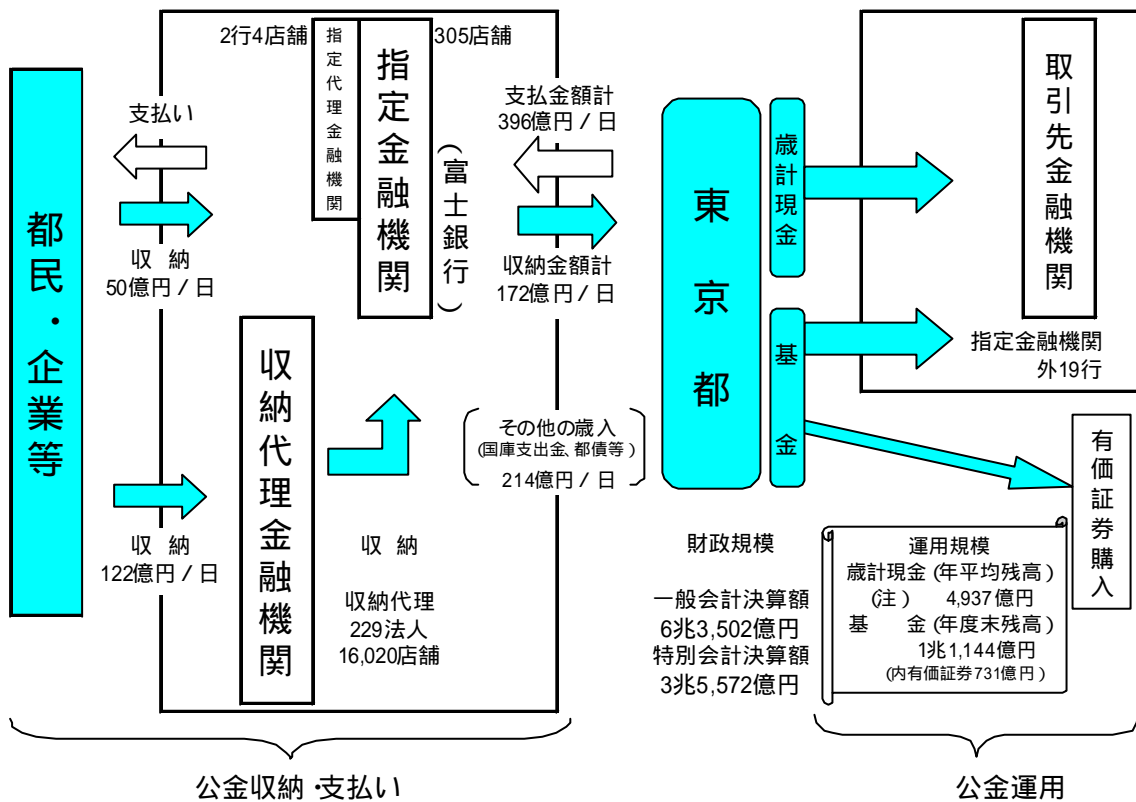 都民・企業等
支払い
収 納
50億円/日
収 納
122億円/日
2行4店舗
指定代理金融機関
指定金融機関
305店舗
(富士銀行)
収納代理金融機関
収 納
収納代理
229法人
16,020店舗
支払金額計
396億円/日
収納金額計
172億円/日
その他の歳入
(国庫支出金、都債等)
214億円/日
東京都
歳計現金
基金
財政規模
一般会計決算額
6兆3,502億円
特別会計決算額
3兆5,572億円
取引先金融機関
指定金融機関
外19行
有価証券購入
運用規模
歳計現金(年平均残高)
(注) 4,937億円
基 金(年度末残高)
1兆1,144億円
(内有価証券731億円)
公金収納・支払い
公金運用